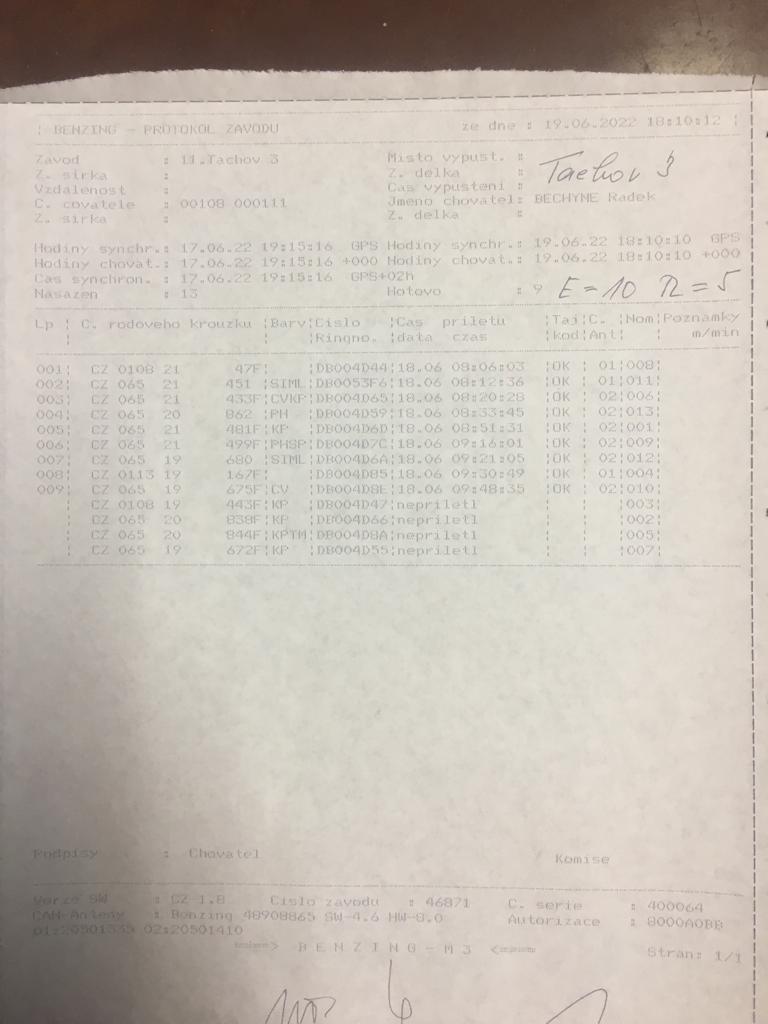 | BENZING - PROTOKOL ZAVODU ze dne : 19.06.2022 18:10:12 |
Zavod : 11.Tachov 3 Misto vypust. : Tachov 3
Z. sirka : Z. delka :
Vzdalenost : Cas vypusteni :
C. covatele : 00108 000111 Jmeno chovatel: BECHYNE Radek
Z. sirka : Z. delka :
Hodiny synchr.: 17.06.22 19:15:16 GPS Hodiny synchr.: 19.06.22 18:10:10 GPS
Hodiny chovat.: 17.06.22 19:15:16 +000 Hodiny chovat.: 19.06.22 18:10:10 +000
Cas synchron. : 17.06.22 19:15:16 GPS+02h
Nasazen : 13 Hotovo : 9 E=10 R=5
Lp | C. rodoveho krouzku |Barv|Cislo |Cas priletu |Taj|C. |Nom|Poznamky
| | |Ringno. |data czas |kod|Ant| | m/min
001| CZ 0108 21 47F| |DB004D44|18.06 08:06:03 |OK | 01|008|
002| CZ 065 21 451 |SIML|DB0053F6|18.06 08:12:36 |OK | 01|011|
003| CZ 065 21 433F|CVKP|DB004D65|18.06 08:20:28 |OK | 02|006|
004| CZ 065 20 862 |PH |DB004D59|18.06 08:33:45 |OK | 02|013|
005| CZ 065 21 481F|KP |DB004D6D|18.06 08:51:31 |OK | 02|001|
006| CZ 065 21 499F|PHSP|DB004D7C|18.06 09:16:01 |OK | 02|009|
007| CZ 065 19 680 |SIML|DB004D6A|18.06 09:21:05 |OK | 02|012|
008| CZ 0113 19 167F| |DB004D85|18.06 09:30:49 |OK | 01|004|
009| CZ 065 19 675F|CV |DB004D8E|18.06 09:48:35 |OK | 02|010|
| CZ 0108 19 443F|KP |DB004D47|nepriletl | | |003|
| CZ 065 20 838F|KP |DB004D66|nepriletl | | |002|
| CZ 065 20 844F|KPTM|DB004D8A|nepriletl | | |005|
| CZ 065 19 672F|KP |DB004D55|nepriletl | | |007|
Podpisy : Chovatel Komise
Verze SW : CZ 1.8 Cislo zavodu : 46871 C. serie : 400064
CAN-Anteny : Benzing 48908865 SW-4.6 HW-8.0 Autorizace : 8000A0BB
01:20501335 02:20501410
====> BENZING-M3 <==== Stran: 1/1